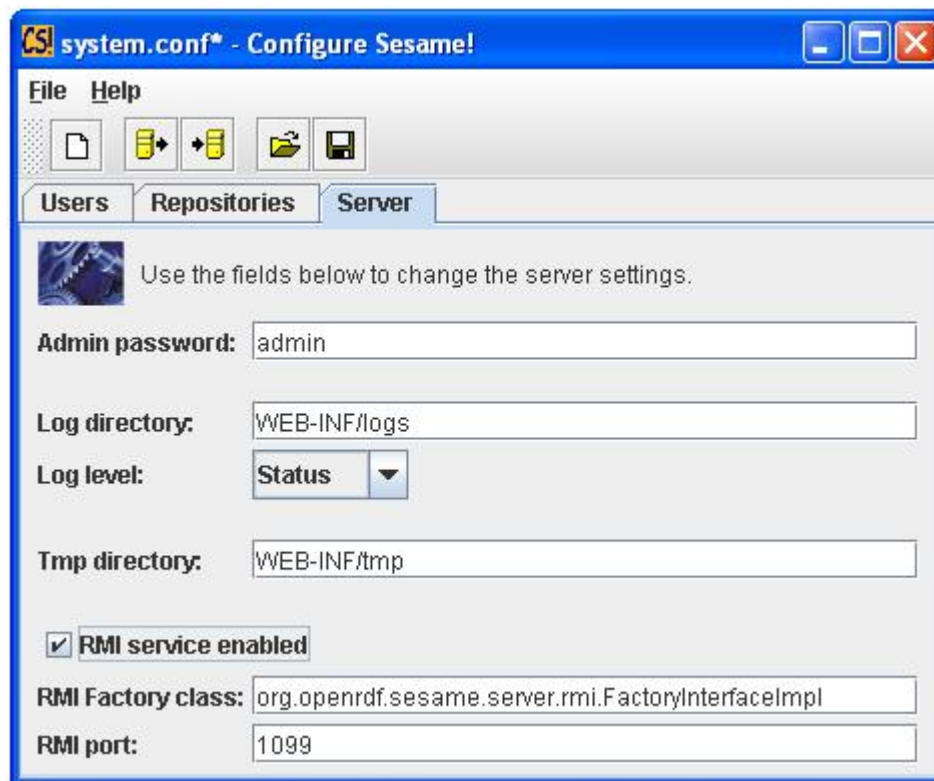 CS! system.conf* - Configure Sesame!
File Help
Users Repositories Server
Use the fields below to change the server settings.
Admin password: admin
Log directory: WEB-INF/logs
Log level: Status
Tmp directory: WEB-INF/tmp
RMI service enabled
RMI Factory class: org.openrdf.sesame.server.rmi.FactoryInterfaceImpl
RMI port: 1099